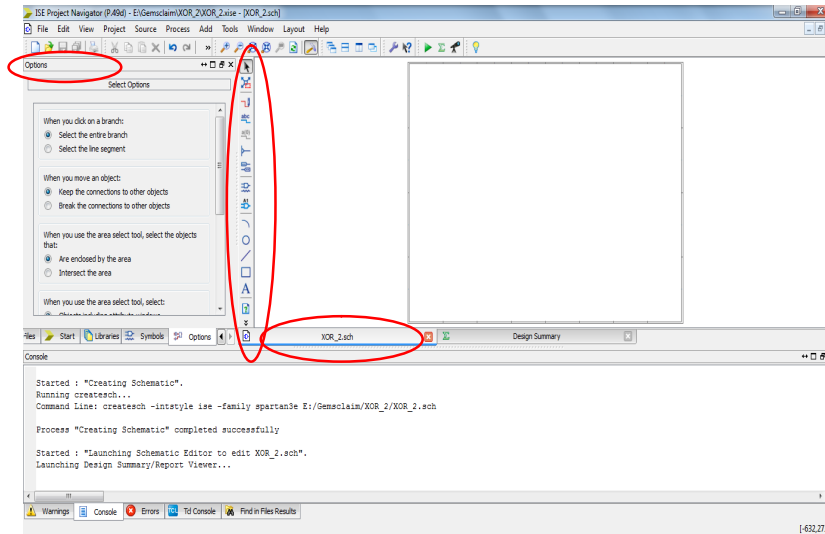 ISE Project Navigator (P.49d) - E:\Gemsclaim\XOR_2\XOR_2.xise - [XOR_2.sch]
File Edit View Project Source Process Add Tools Window Layout Help
Options
Select Options
When you click on a branch:
Select the entire branch
Select the line segment
When you move an object:
Keep the connections to other objects
Break the connections to other objects
When you use the area select tool, select the objects
that:
Are enclosed by the area
Intersect the area
When you use the area select tool, select:
Objects including attribute windows
Files Start Libraries Symbols Options
XOR_2.sch
Design Summary
Console
Started : "Creating Schematic".
Running createsch...
Command Line: createsch -intstyle ise -family spartan3e E:/Gemsclaim/XOR_2/XOR_2.sch
Process "Creating Schematic" completed successfully
Started : "Launching Schematic Editor to edit XOR_2.sch".
Launching Design Summary/Report Viewer...
Warnings Console Errors Tcl Console Find in Files Results
[-632,27